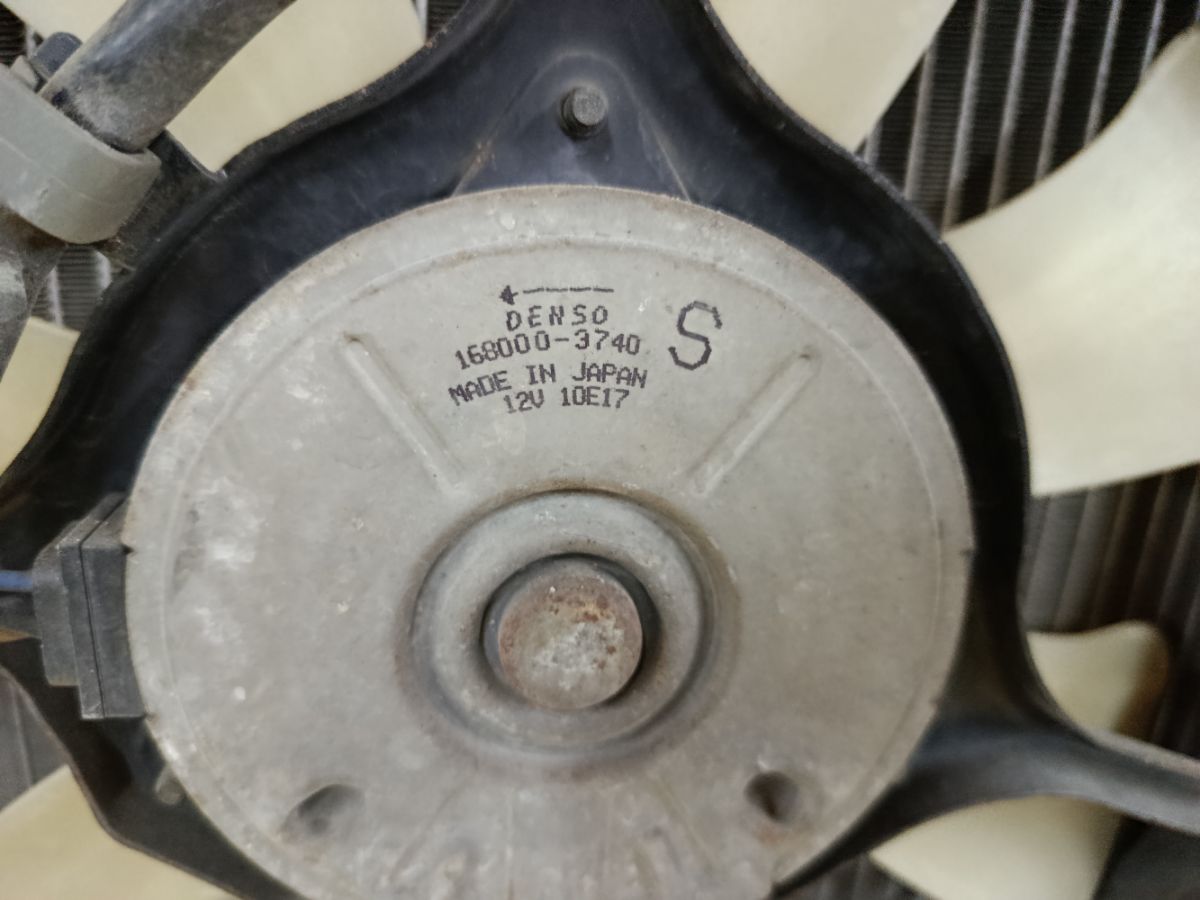 DENSO
168000-3740
S
MADE IN JAPAN
12V 10E17